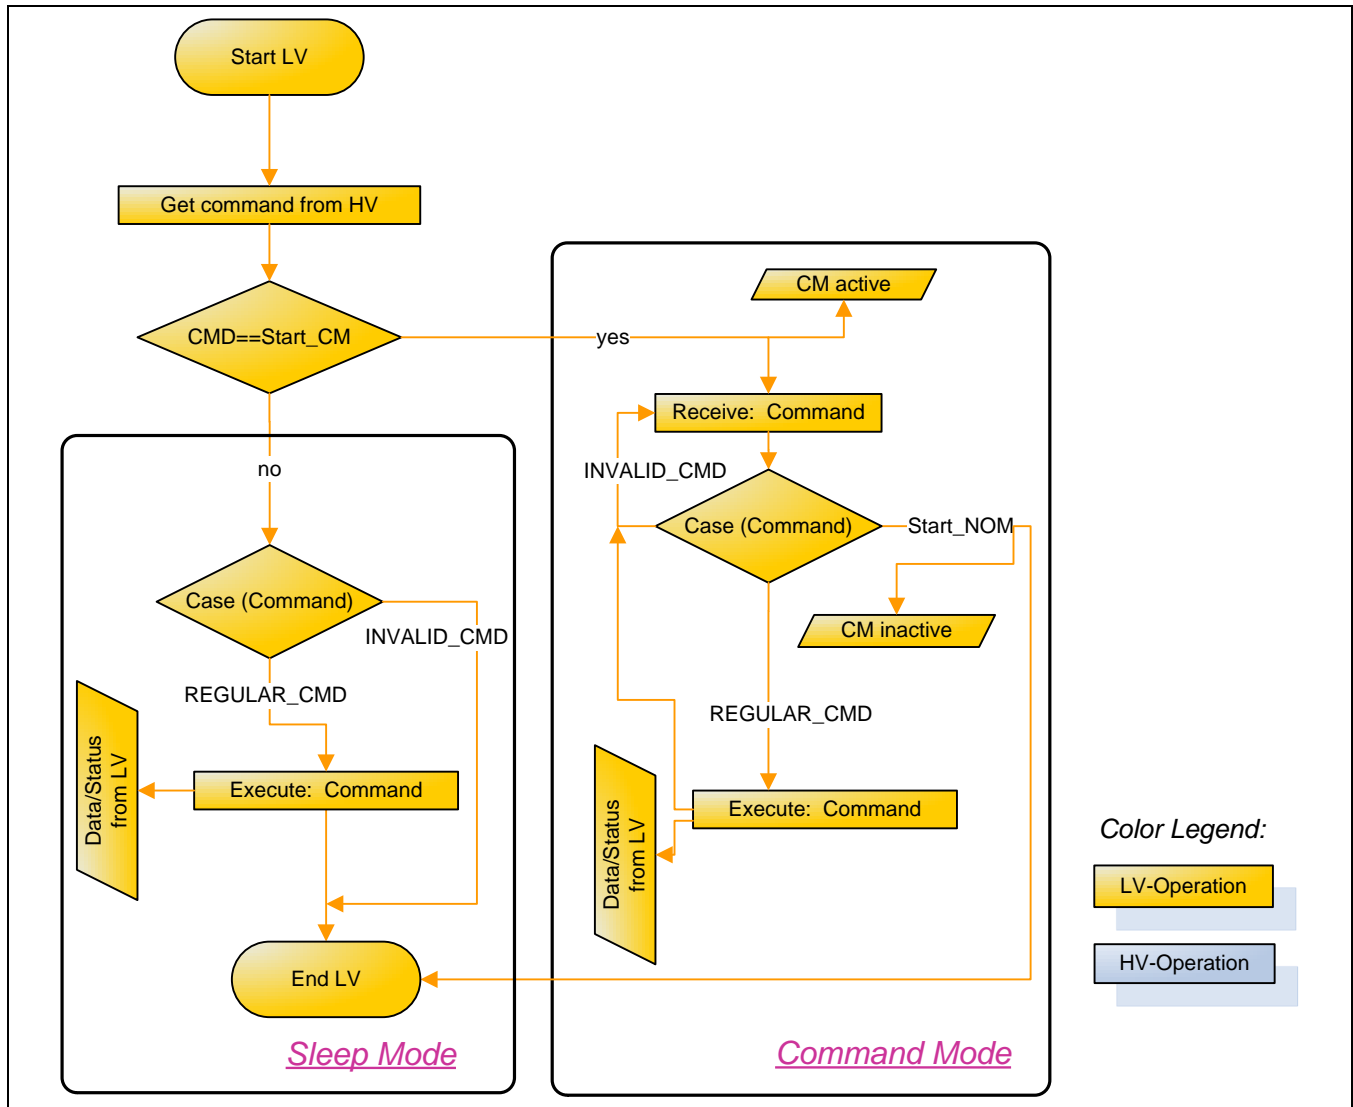 Start LV
Get command from HV
CMD==Start_CM
yes
no
CM active
Receive:  Command
INVALID_CMD
Case (Command)
Start_NOM
CM inactive
REGULAR_CMD
Execute:  Command
Data/Status
from LV
Command Mode
Case (Command)
INVALID_CMD
REGULAR_CMD
Data/Status
from LV
Execute:  Command
End LV
Sleep Mode
Color Legend:
LV-Operation
HV-Operation